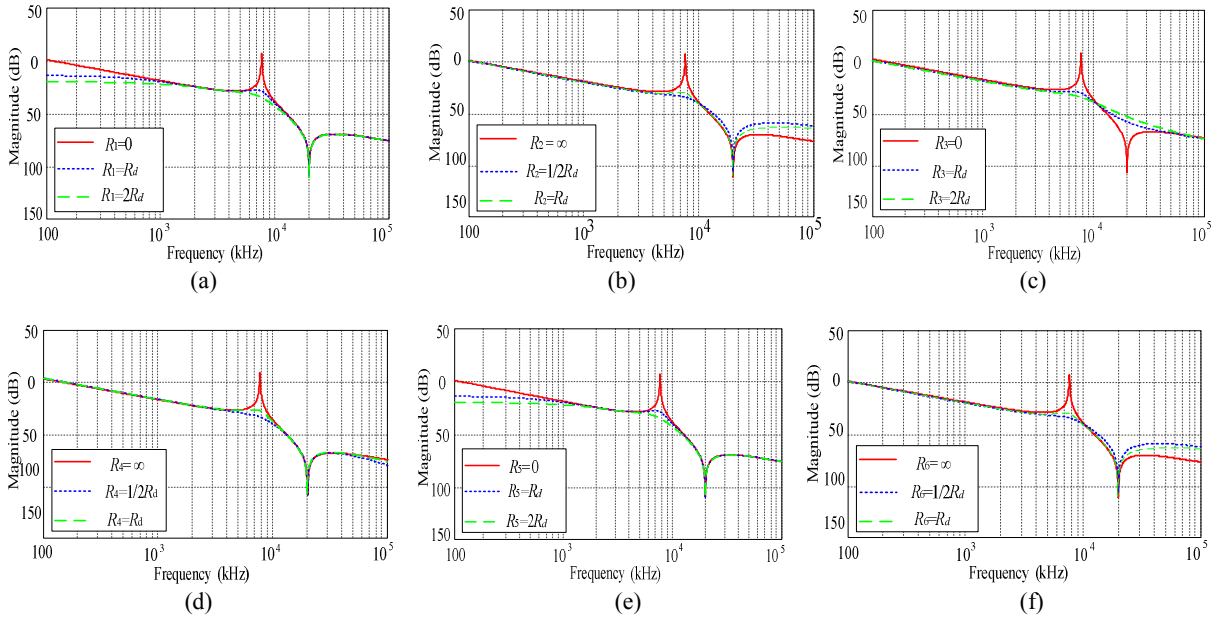 50
0
50
100
150
Magnitude (dB)
R1=0
R1=Rd
R1=2Rd
100
10³
10⁴
10⁵
Frequency (kHz)
(a)
50
0
50
100
150
Magnitude (dB)
R2=∞
R2=1/2Rd
R2=Rd
100
10³
10⁴
10⁵
Frequency (kHz)
(b)
50
0
50
100
150
Magnitude (dB)
R3=0
R3=Rd
R3=2Rd
100
10³
10⁴
10⁵
Frequency (kHz)
(c)
50
0
50
100
150
Magnitude (dB)
R4=∞
R4=1/2Rd
R4=Rd
100
10³
10⁴
10⁵
Frequency (kHz)
(d)
50
0
50
100
150
Magnitude (dB)
R5=0
R5=Rd
R5=2Rd
100
10³
10⁴
10⁵
Frequency (kHz)
(e)
50
0
50
100
150
Magnitude (dB)
R6=∞
R6=1/2Rd
R6=Rd
100
10³
10⁴
10⁵
Frequency (kHz)
(f)